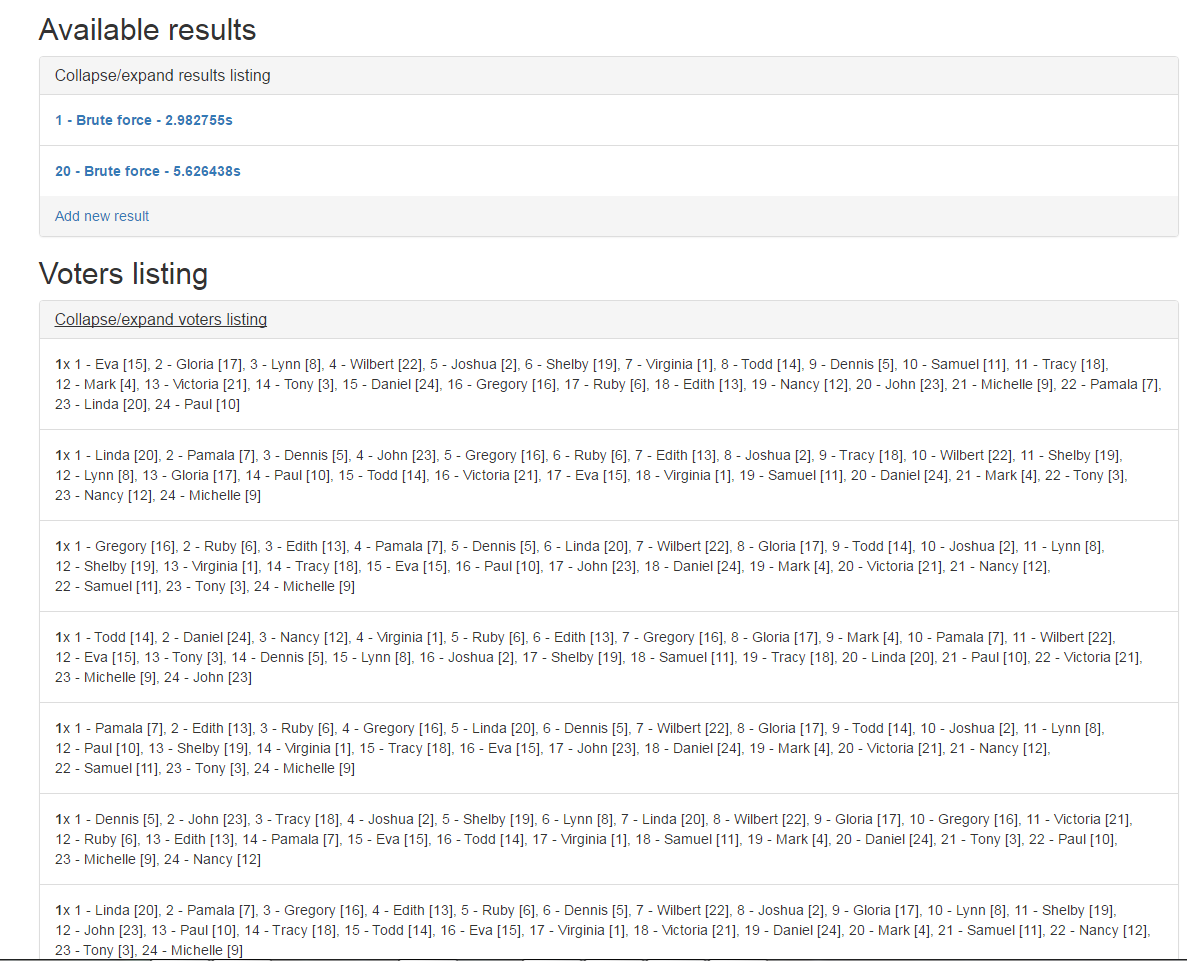 Available results
Collapse/expand results listing
1 - Brute force - 2.982755s
20 - Brute force - 5.626438s
Add new result
Voters listing
Collapse/expand voters listing
1x 1 - Eva [15], 2 - Gloria [17], 3 - Lynn [8], 4 - Wilbert [22], 5 - Joshua [2], 6 - Shelby [19], 7 - Virginia [1], 8 - Todd [14], 9 - Dennis [5], 10 - Samuel [11], 11 - Tracy [18],
12 - Mark [4], 13 - Victoria [21], 14 - Tony [3], 15 - Daniel [24], 16 - Gregory [16], 17 - Ruby [6], 18 - Edith [13], 19 - Nancy [12], 20 - John [23], 21 - Michelle [9], 22 - Pamala [7],
23 - Linda [20], 24 - Paul [10]
1x 1 - Linda [20], 2 - Pamala [7], 3 - Dennis [5], 4 - John [23], 5 - Gregory [16], 6 - Ruby [6], 7 - Edith [13], 8 - Joshua [2], 9 - Tracy [18], 10 - Wilbert [22], 11 - Shelby [19],
12 - Lynn [8], 13 - Gloria [17], 14 - Paul [10], 15 - Todd [14], 16 - Victoria [21], 17 - Eva [15], 18 - Virginia [1], 19 - Samuel [11], 20 - Daniel [24], 21 - Mark [4], 22 - Tony [3],
23 - Nancy [12], 24 - Michelle [9]
1x 1 - Gregory [16], 2 - Ruby [6], 3 - Edith [13], 4 - Pamala [7], 5 - Dennis [5], 6 - Linda [20], 7 - Wilbert [22], 8 - Gloria [17], 9 - Todd [14], 10 - Joshua [2], 11 - Lynn [8],
12 - Shelby [19], 13 - Virginia [1], 14 - Tracy [18], 15 - Eva [15], 16 - Paul [10], 17 - John [23], 18 - Daniel [24], 19 - Mark [4], 20 - Victoria [21], 21 - Nancy [12],
22 - Samuel [11], 23 - Tony [3], 24 - Michelle [9]
1x 1 - Todd [14], 2 - Daniel [24], 3 - Nancy [12], 4 - Virginia [1], 5 - Ruby [6], 6 - Edith [13], 7 - Gregory [16], 8 - Gloria [17], 9 - Mark [4], 10 - Pamala [7], 11 - Wilbert [22],
12 - Eva [15], 13 - Tony [3], 14 - Dennis [5], 15 - Lynn [8], 16 - Joshua [2], 17 - Shelby [19], 18 - Samuel [11], 19 - Tracy [18], 20 - Linda [20], 21 - Paul [10], 22 - Victoria [21],
23 - Michelle [9], 24 - John [23]
1x 1 - Pamala [7], 2 - Edith [13], 3 - Ruby [6], 4 - Gregory [16], 5 - Linda [20], 6 - Dennis [5], 7 - Wilbert [22], 8 - Gloria [17], 9 - Todd [14], 10 - Joshua [2], 11 - Lynn [8],
12 - Paul [10], 13 - Shelby [19], 14 - Virginia [1], 15 - Tracy [18], 16 - Eva [15], 17 - John [23], 18 - Daniel [24], 19 - Mark [4], 20 - Victoria [21], 21 - Nancy [12],
22 - Samuel [11], 23 - Tony [3], 24 - Michelle [9]
1x 1 - Dennis [5], 2 - John [23], 3 - Tracy [18], 4 - Joshua [2], 5 - Shelby [19], 6 - Lynn [8], 7 - Linda [20], 8 - Wilbert [22], 9 - Gloria [17], 10 - Gregory [16], 11 - Victoria [21],
12 - Ruby [6], 13 - Edith [13], 14 - Pamala [7], 15 - Eva [15], 16 - Todd [14], 17 - Virginia [1], 18 - Samuel [11], 19 - Mark [4], 20 - Daniel [24], 21 - Tony [3], 22 - Paul [10],
23 - Michelle [9], 24 - Nancy [12]
1x 1 - Linda [20], 2 - Pamala [7], 3 - Gregory [16], 4 - Edith [13], 5 - Ruby [6], 6 - Dennis [5], 7 - Wilbert [22], 8 - Joshua [2], 9 - Gloria [17], 10 - Lynn [8], 11 - Shelby [19],
12 - John [23], 13 - Paul [10], 14 - Tracy [18], 15 - Todd [14], 16 - Eva [15], 17 - Virginia [1], 18 - Victoria [21], 19 - Daniel [24], 20 - Mark [4], 21 - Samuel [11], 22 - Nancy [12],
23 - Tony [3], 24 - Michelle [9]